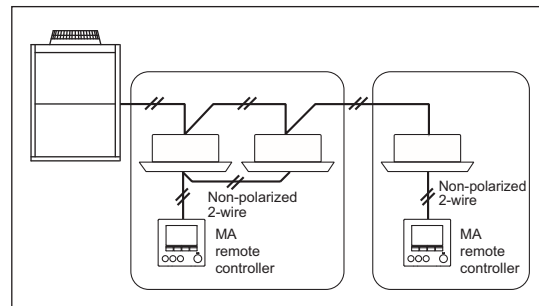 Non-polarized
2-wire
MA
remote
controller
Non-polarized
2-wire
MA
remote
controller